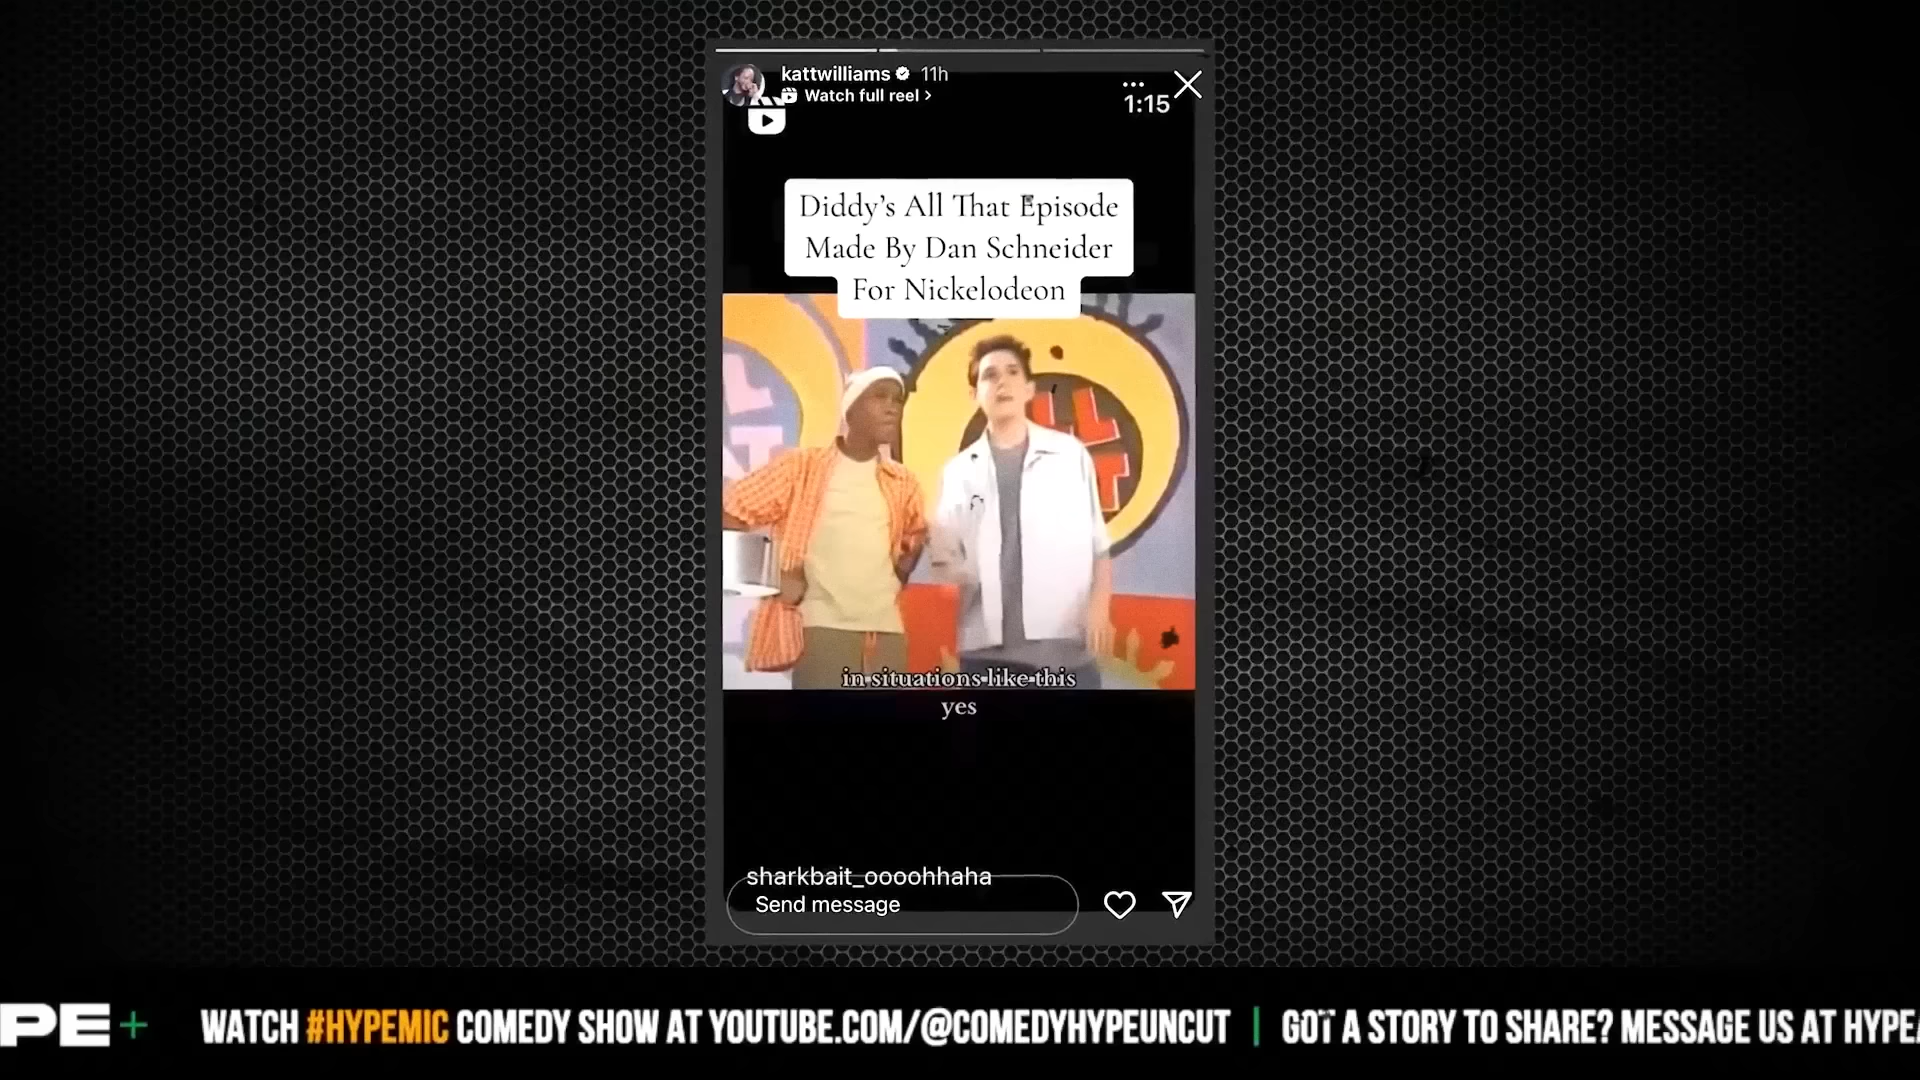 kattwilliams 11h
Watch full reel >
1:15
Diddy's All That Episode
Made By Dan Schneider
For Nickelodeon
in situations like this
yes
sharkbait_oooohhaha
Send message
PE+ WATCH #HYPEMIC COMEDY SHOW AT YOUTUBE.COM/@COMEDYHYPEUNCUT | GOT A STORY TO SHARE? MESSAGE US AT HYPE